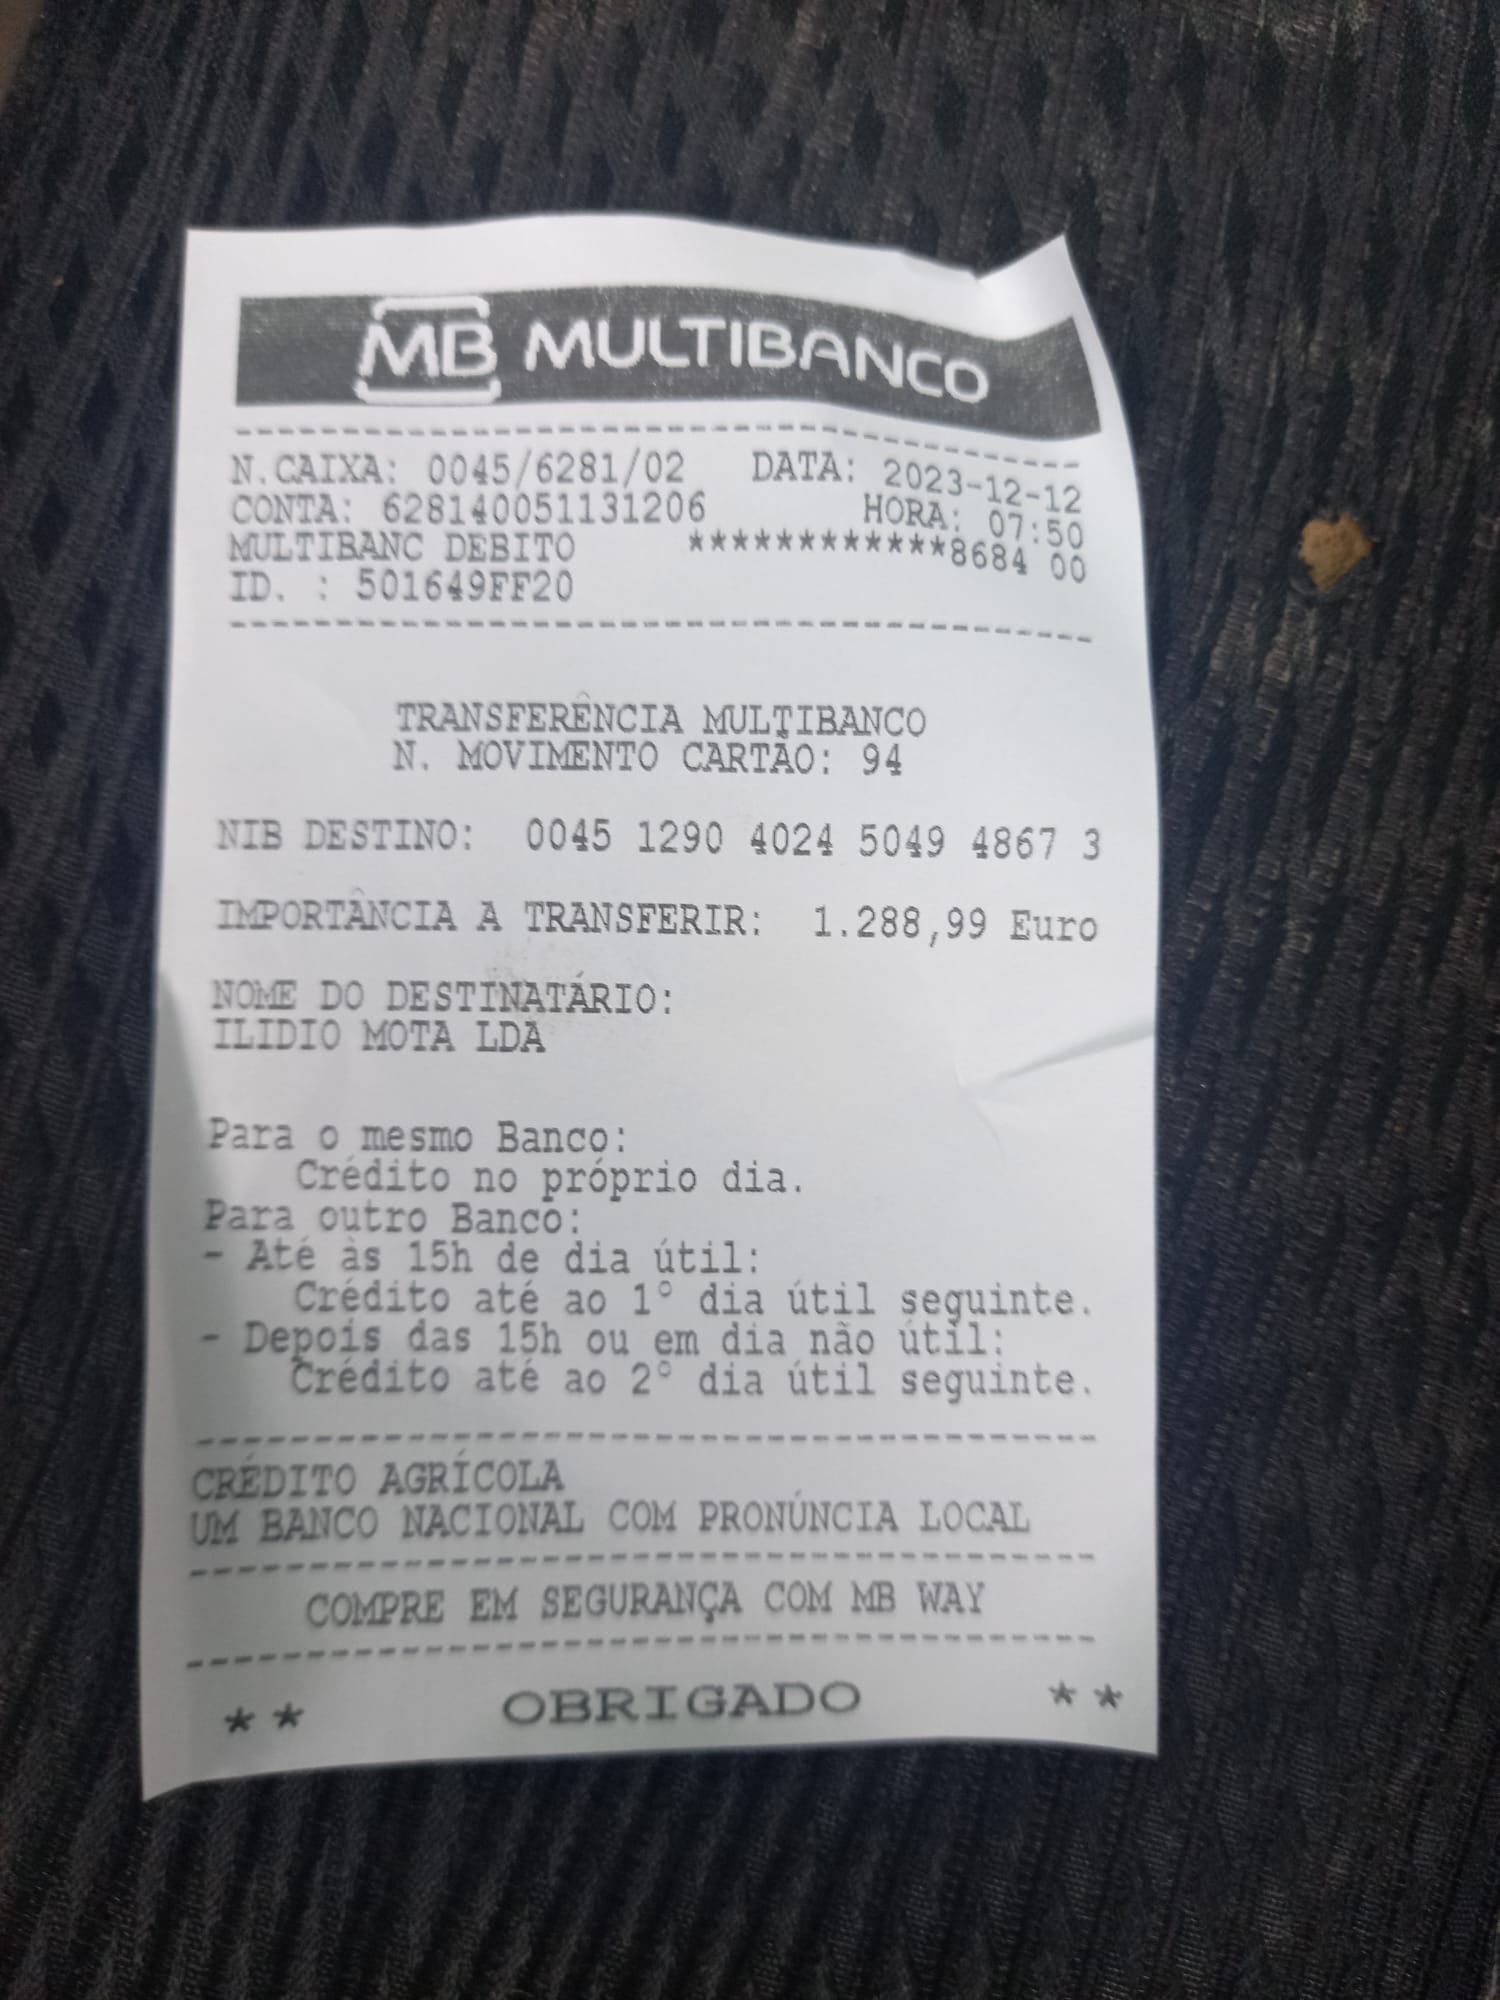 MB MULTIBANCO
N.CAIXA: 0045/6281/02 DATA: 2023-12-12
CONTA: 628140051131206 HORA: 07:50
MULTIBANC DEBITO ************8684 00
ID. : 501649FF20
TRANSFERÊNCIA MULTIBANCO
N. MOVIMENTO CARTÃO: 94
NIB DESTINO: 0045 1290 4024 5049 4867 3
IMPORTÂNCIA A TRANSFERIR: 1.288,99 Euro
NOME DO DESTINATÁRIO:
ILIDIO MOTA LDA
Para o mesmo Banco:
Crédito no próprio dia.
Para outro Banco:
- Até às 15h de dia útil:
Crédito até ao 1° dia útil seguinte.
- Depois das 15h ou em dia não útil:
Crédito até ao 2° dia útil seguinte.
CRÉDITO AGRÍCOLA
UM BANCO NACIONAL COM PRONÚNCIA LOCAL
COMPRE EM SEGURANÇA COM MB WAY
** OBRIGADO **